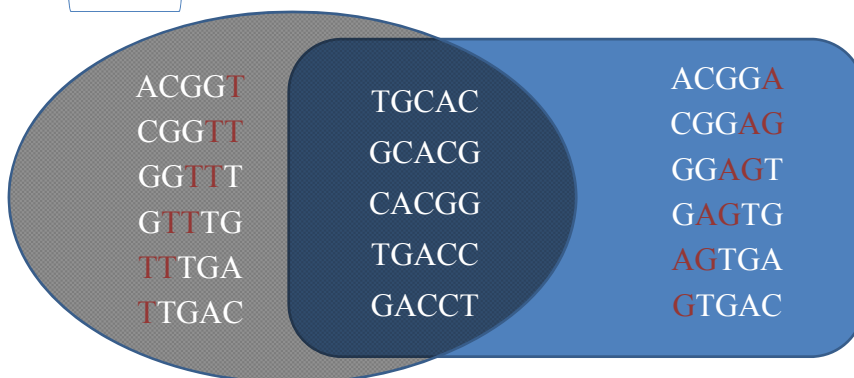 ACGGT
CGGTT
GGTTT
GTTTG
TTTGA
TTGAC
TGCAC
GCACG
CACGG
TGACC
GACCT
ACGGA
CGGAG
GGAGT
GAGTG
AGTGA
GTGAC